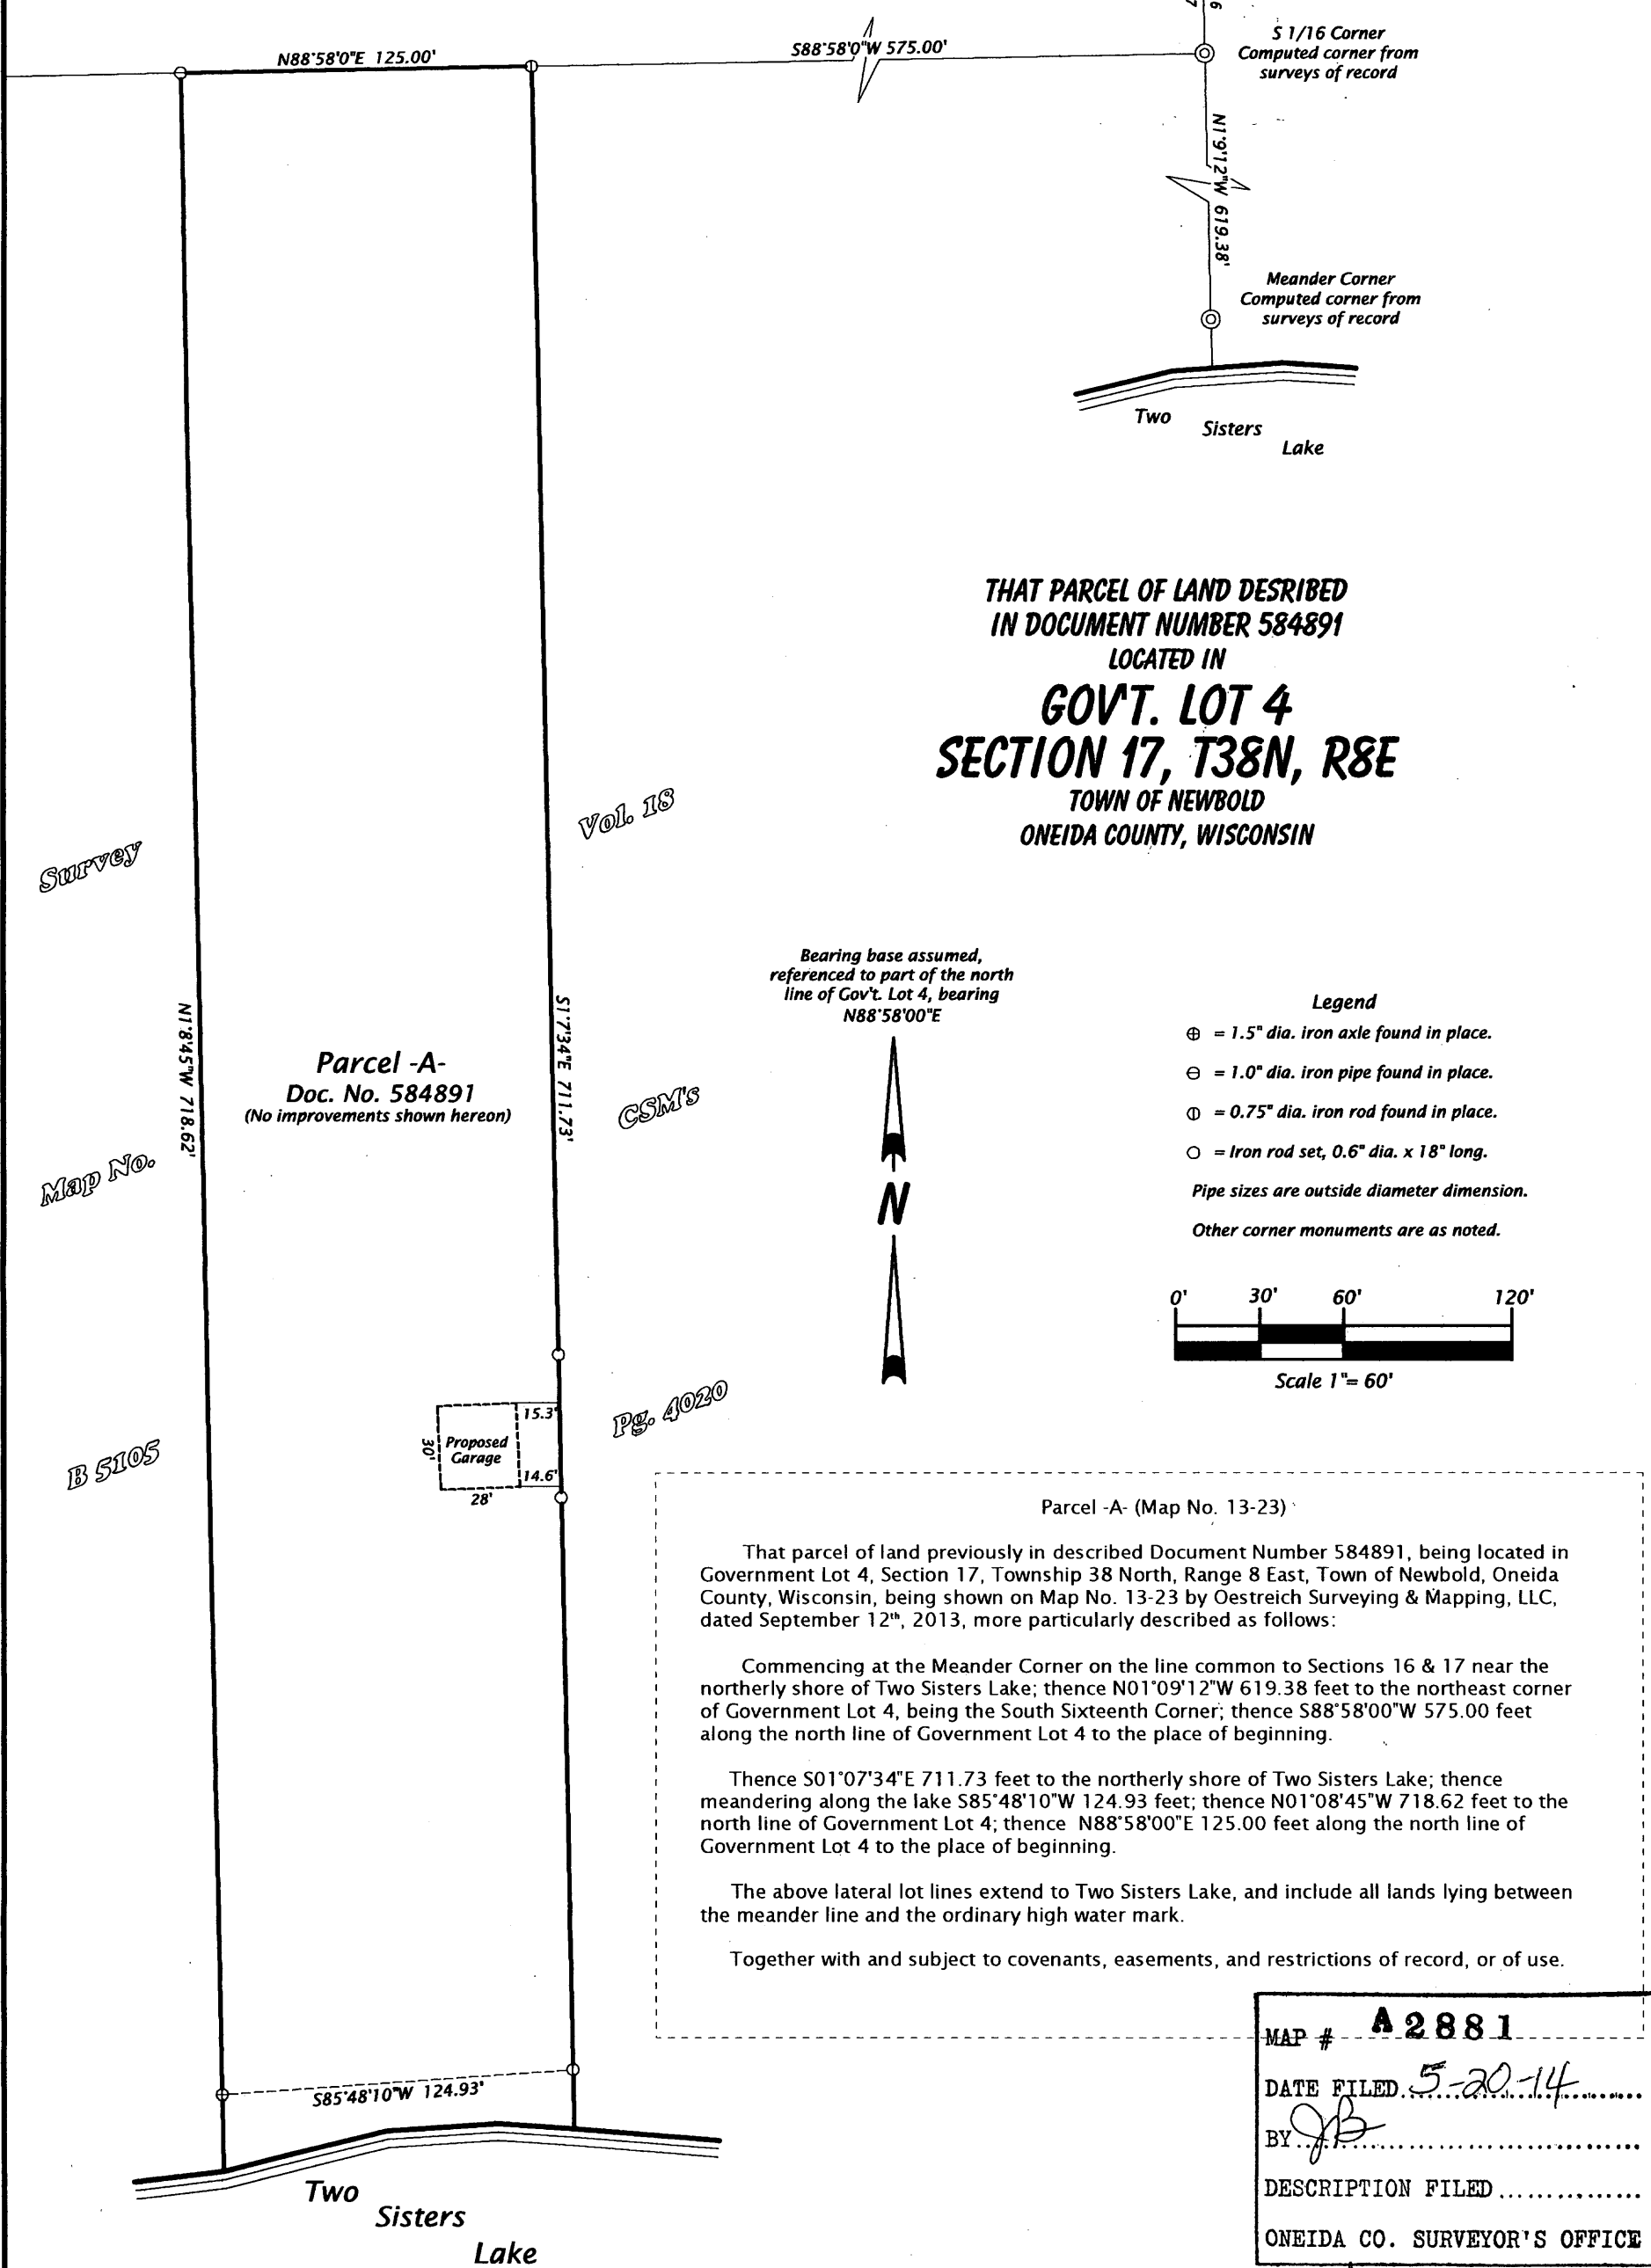 N88°58'0"E 125.00'
S88°58'0"W 575.00'
S 1/16 Corner
Computed corner from
surveys of record
N1°9'12"W 619.38'
Meander Corner
Computed corner from
surveys of record
Two
Sisters
Lake
THAT PARCEL OF LAND DESRIBED
IN DOCUMENT NUMBER 584891
LOCATED IN
GOV'T. LOT 4
SECTION 17, T38N, R8E
TOWN OF NEWBOLD
ONEIDA COUNTY, WISCONSIN
Survey
Map No.
B 5105
Vol. 18
CSM's
Pg. 4020
N1°8'45"W 718.62'
S1°7'34"E 711.73'
Parcel -A-
Doc. No. 584891
(No improvements shown hereon)
Bearing base assumed,
referenced to part of the north
line of Gov't. Lot 4, bearing
N88°58'00"E
N
Legend
= 1.5" dia. iron axle found in place.
= 1.0" dia. iron pipe found in place.
= 0.75" dia. iron rod found in place.
= Iron rod set, 0.6" dia. x 18" long.
Pipe sizes are outside diameter dimension.
Other corner monuments are as noted.
0' 30' 60' 120'
Scale 1"= 60'
15.3'
30'
Proposed
Garage
14.6'
28'
Parcel -A- (Map No. 13-23)
That parcel of land previously in described Document Number 584891, being located in
Government Lot 4, Section 17, Township 38 North, Range 8 East, Town of Newbold, Oneida
County, Wisconsin, being shown on Map No. 13-23 by Oestreich Surveying & Mapping, LLC,
dated September 12th, 2013, more particularly described as follows:
Commencing at the Meander Corner on the line common to Sections 16 & 17 near the
northerly shore of Two Sisters Lake; thence N01°09'12"W 619.38 feet to the northeast corner
of Government Lot 4, being the South Sixteenth Corner; thence S88°58'00"W 575.00 feet
along the north line of Government Lot 4 to the place of beginning.
Thence S01°07'34"E 711.73 feet to the northerly shore of Two Sisters Lake; thence
meandering along the lake S85°48'10"W 124.93 feet; thence N01°08'45"W 718.62 feet to the
north line of Government Lot 4; thence N88°58'00"E 125.00 feet along the north line of
Government Lot 4 to the place of beginning.
The above lateral lot lines extend to Two Sisters Lake, and include all lands lying between
the meander line and the ordinary high water mark.
Together with and subject to covenants, easements, and restrictions of record, or of use.
S85°48'10"W 124.93'
Two
Sisters
Lake
MAP # A2881
DATE FILED 5-20-14
BY JB
DESCRIPTION FILED
ONEIDA CO. SURVEYOR'S OFFICE